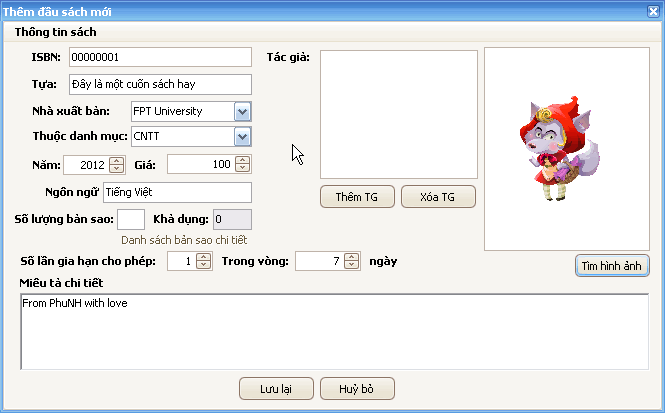 Thêm đầu sách mới
Thông tin sách
ISBN: 00000001
Tác giả:
Tựa: Đây là một cuốn sách hay
Nhà xuất bản: FPT University
Thuộc danh mục: CNTT
Năm: 2012 Giá: 100
Ngôn ngữ Tiếng Việt
Thêm TG Xóa TG
Số lượng bản sao: Khả dụng: 0
Danh sách bản sao chi tiết
Số lần gia hạn cho phép: 1 Trong vòng: 7 ngày
Tìm hình ảnh
Miêu tả chi tiết
From PhuNH with love
Lưu lại Huỷ bỏ